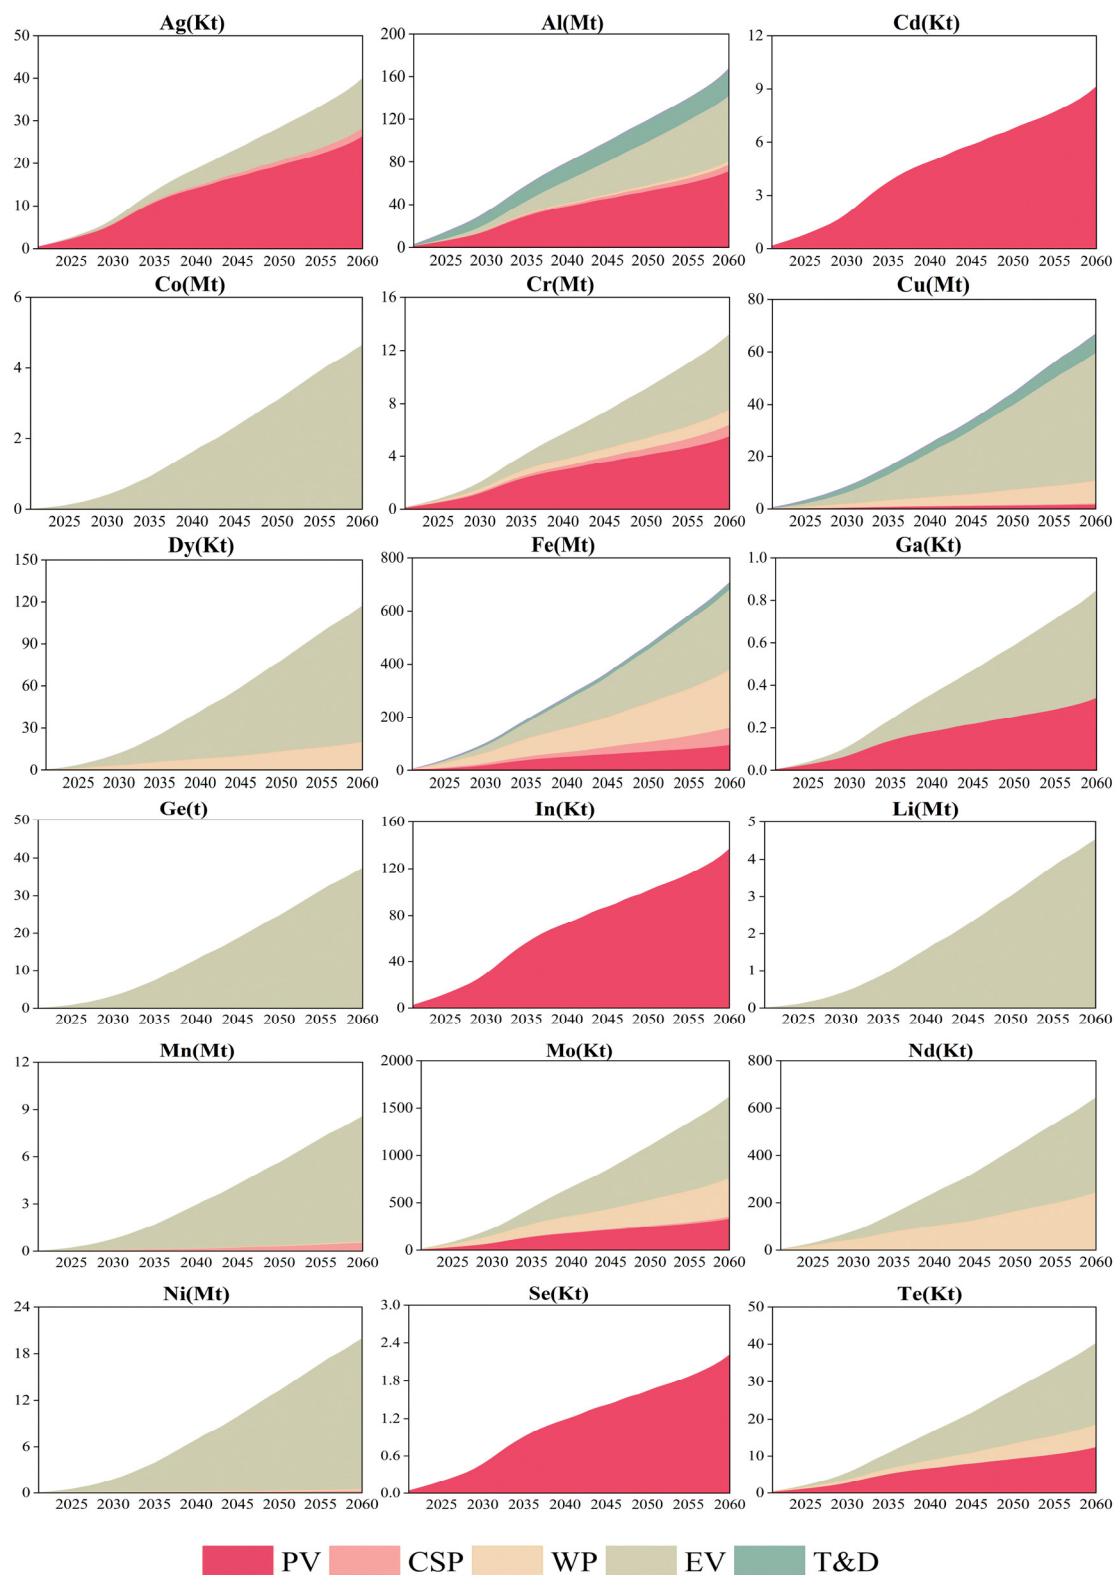 Ag(Kt) Al(Mt) Cd(Kt)
50 200 12
40 160 9
30 120 6
20 80 3
10 40 0
0 0
2025 2030 2035 2040 2045 2050 2055 2060 2025 2030 2035 2040 2045 2050 2055 2060 2025 2030 2035 2040 2045 2050 2055 2060
Co(Mt) Cr(Mt) Cu(Mt)
6 16 80
4 12 60
2 8 40
0 4 20
0 0
2025 2030 2035 2040 2045 2050 2055 2060 2025 2030 2035 2040 2045 2050 2055 2060 2025 2030 2035 2040 2045 2050 2055 2060
Dy(Kt) Fe(Mt) Ga(Kt)
150 800 1.0
120 600 0.8
90 400 0.6
60 200 0.4
30 0 0.2
0 0.0
2025 2030 2035 2040 2045 2050 2055 2060 2025 2030 2035 2040 2045 2050 2055 2060 2025 2030 2035 2040 2045 2050 2055 2060
Ge(t) In(Kt) Li(Mt)
50 160 5
40 120 4
30 80 3
20 40 2
10 0 1
0 0
2025 2030 2035 2040 2045 2050 2055 2060 2025 2030 2035 2040 2045 2050 2055 2060 2025 2030 2035 2040 2045 2050 2055 2060
Mn(Mt) Mo(Kt) Nd(Kt)
12 2000 800
9 1500 600
6 1000 400
3 500 200
0 0 0
2025 2030 2035 2040 2045 2050 2055 2060 2025 2030 2035 2040 2045 2050 2055 2060 2025 2030 2035 2040 2045 2050 2055 2060
Ni(Mt) Se(Kt) Te(Kt)
24 3.0 50
18 2.4 40
12 1.8 30
6 1.2 20
0 0.6 10
0.0 0
2025 2030 2035 2040 2045 2050 2055 2060 2025 2030 2035 2040 2045 2050 2055 2060 2025 2030 2035 2040 2045 2050 2055 2060
PV CSP WP EV T&D